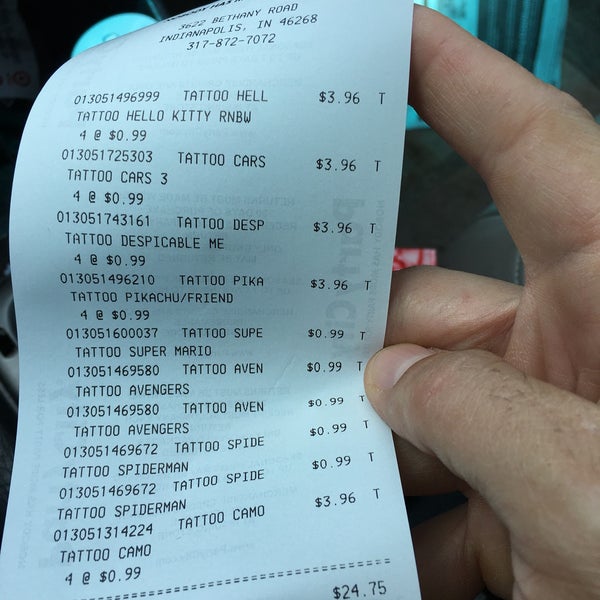 3622 BETHANY ROAD
INDIANAPOLIS, IN 46268
317-872-7072
013051496999 TATTOO HELL $3.96 T
TATTOO HELLO KITTY RNBW
4 @ $0.99
013051725303 TATTOO CARS $3.96 T
TATTOO CARS 3
4 @ $0.99
013051743161 TATTOO DESP $3.96 T
TATTOO DESPICABLE ME
4 @ $0.99
013051496210 TATTOO PIKA $3.96 T
TATTOO PIKACHU/FRIEND
4 @ $0.99
013051600037 TATTOO SUPE $0.99 T
TATTOO SUPER MARIO
013051469580 TATTOO AVEN $0.99 T
TATTOO AVENGERS
013051469580 TATTOO AVEN $0.99 T
TATTOO AVENGERS
013051469672 TATTOO SPIDE $0.99 T
TATTOO SPIDERMAN
013051469672 TATTOO SPIDE $0.99 T
TATTOO SPIDERMAN
013051314224 TATTOO CAMO $3.96 T
TATTOO CAMO
4 @ $0.99
$24.75